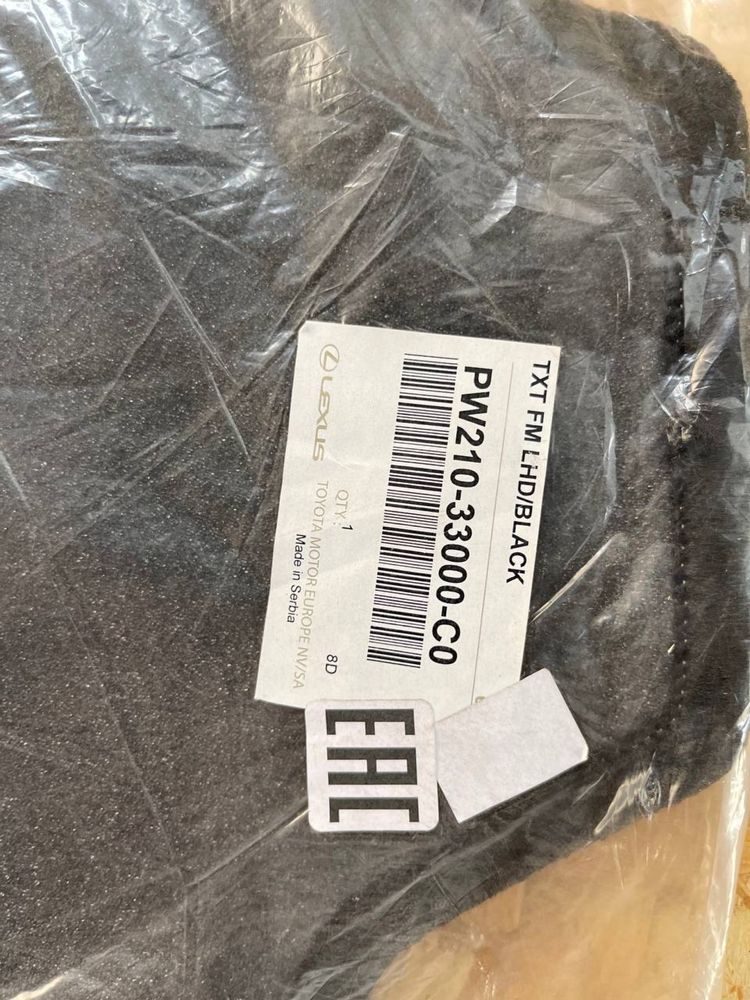 TXT FM LHD/BLACK
PW210-33000-C0
LEXUS
QTY : 1
8D
TOYOTA MOTOR EUROPE NV/SA
Made in Serbia
EAC